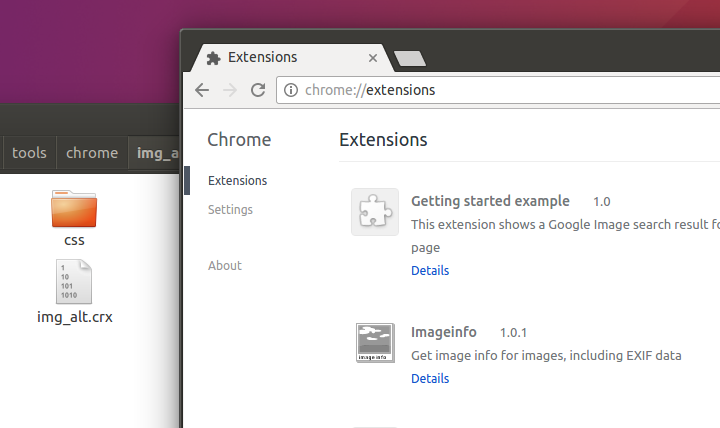 Extensions
chrome://extensions
tools
chrome
img_a
css
1
10
101
1010
img_alt.crx
Chrome
Extensions
Settings
About
Extensions
Getting started example 1.0
This extension shows a Google Image search result fo
page
Details
image info
Imageinfo 1.0.1
Get image info for images, including EXIF data
Details